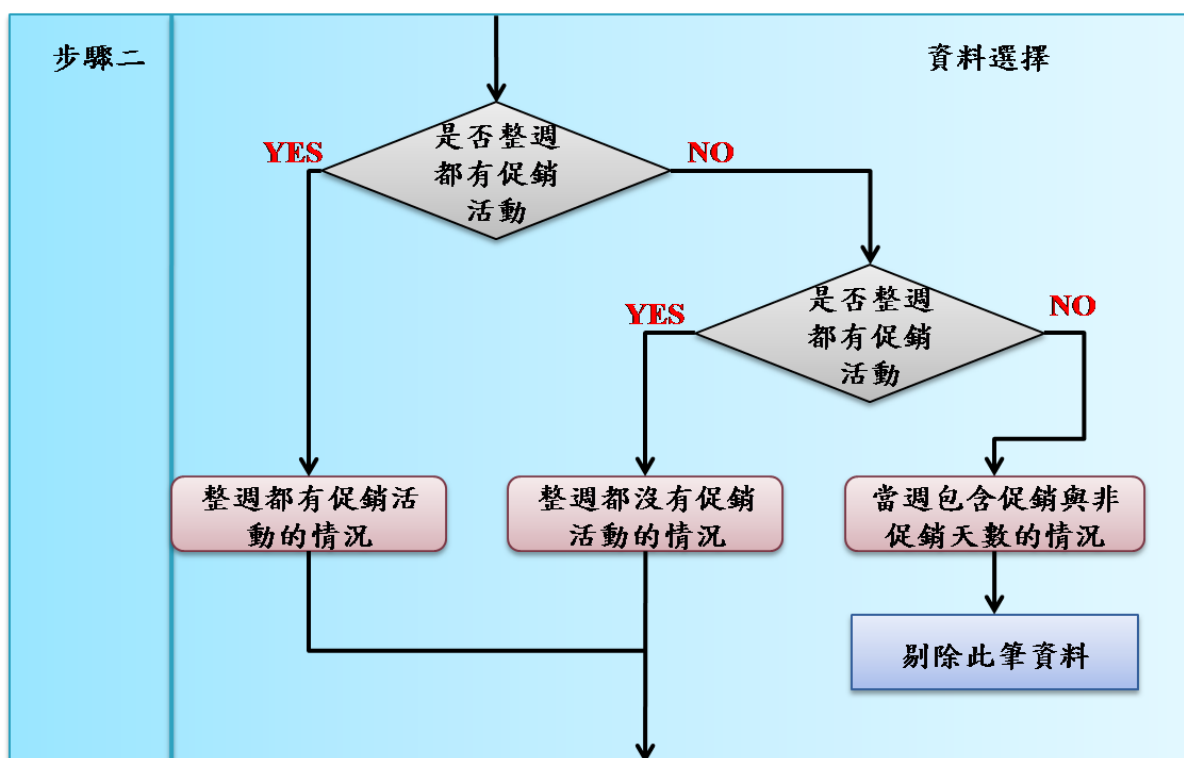 步驟二
資料選擇
是否整週
都有促銷
活動
YES
NO
是否整週
都有促銷
活動
YES
NO
整週都有促銷活
動的情況
整週都沒有促銷
活動的情況
當週包含促銷與非
促銷天數的情況
剔除此筆資料